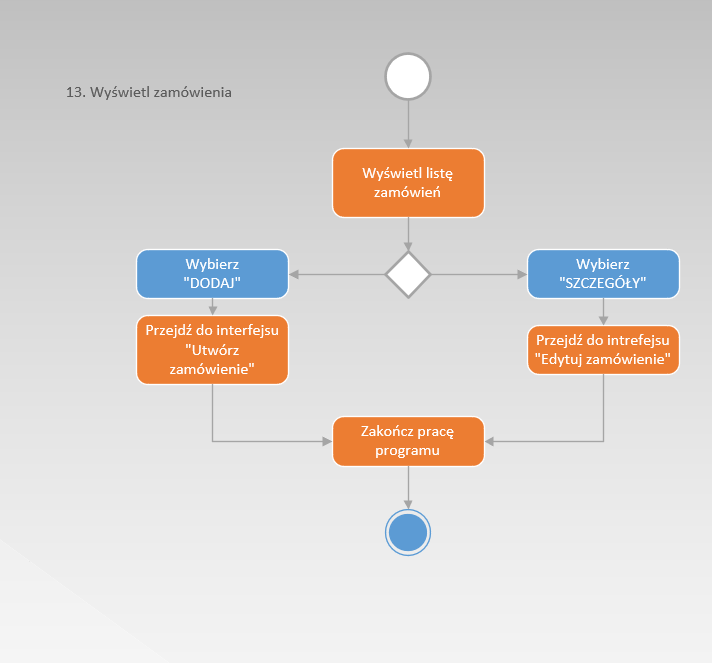 13. Wyświetl zamówienia
Wyświetl listę
zamówień
Wybierz
"DODAJ"
Wybierz
"SZCZEGÓŁY"
Przejdź do interfejsu
"Utwórz
zamówienie"
Przejdź do intrefejsu
"Edytuj zamówienie"
Zakończ pracę
programu